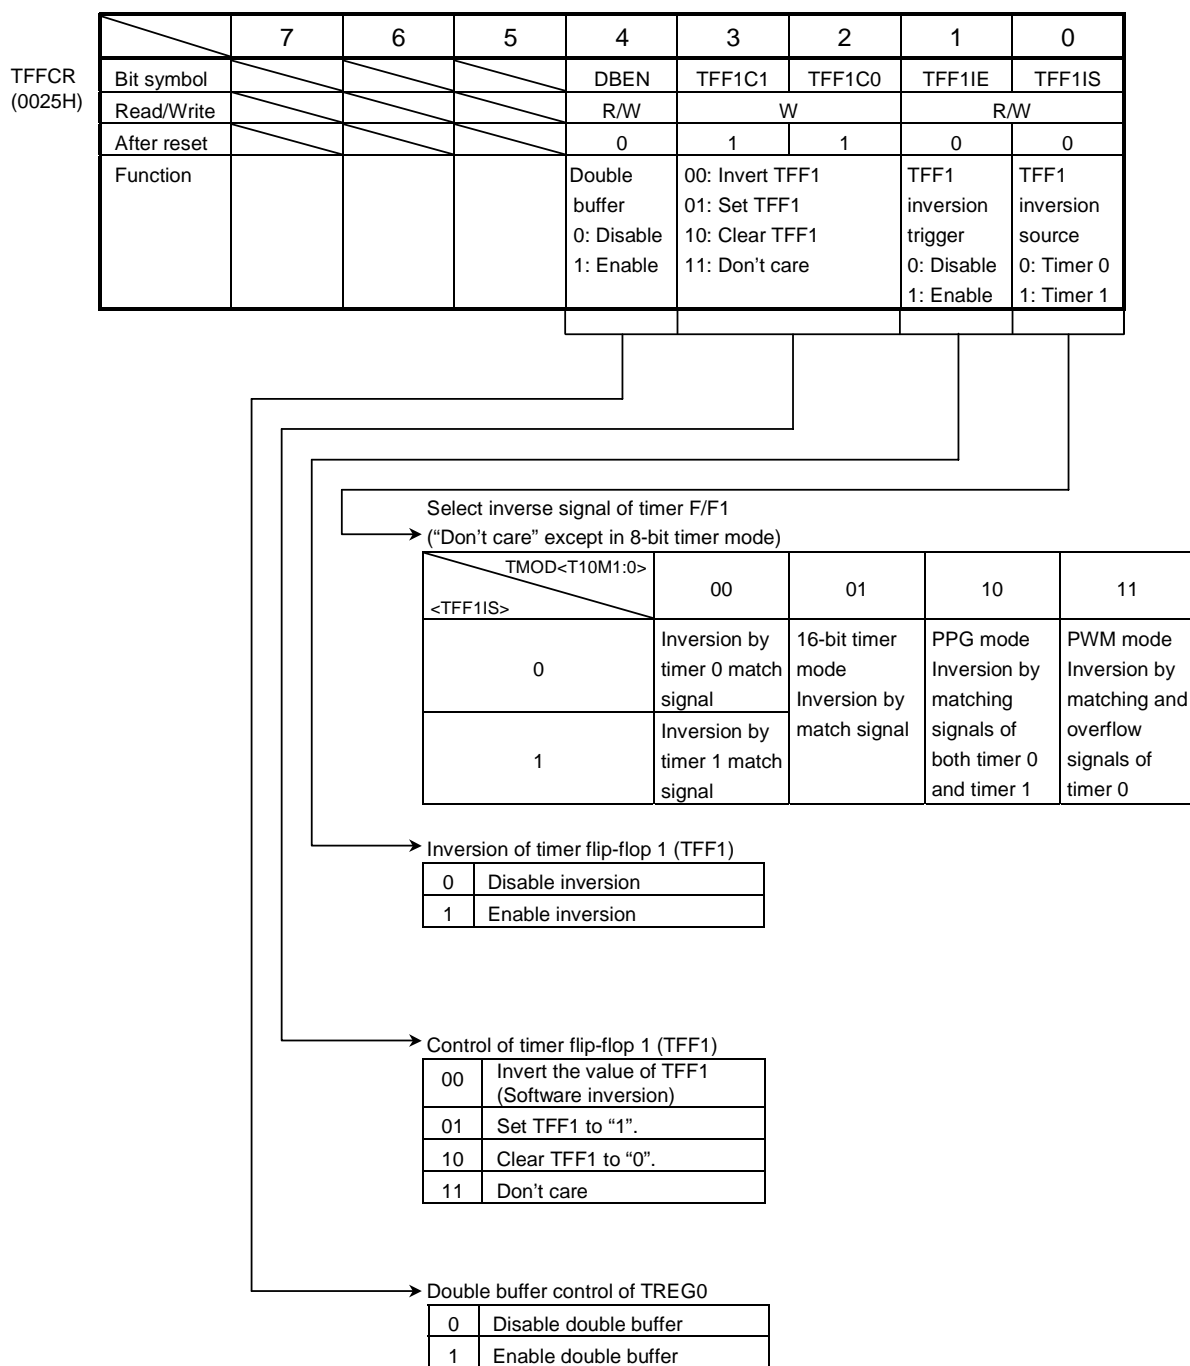 7 6 5 4 3 2 1 0
TFFCR
(0025H)
Bit symbol DBEN TFF1C1 TFF1C0 TFF1IE TFF1IS
Read/Write R/W W R/W
After reset 0 1 1 0 0
Function
Double
buffer
0: Disable
1: Enable
00: Invert TFF1
01: Set TFF1
10: Clear TFF1
11: Don't care
TFF1
inversion
trigger
0: Disable
1: Enable
TFF1
inversion
source
0: Timer 0
1: Timer 1
Select inverse signal of timer F/F1
(“Don’t care” except in 8-bit timer mode)
TMOD<T10M1:0>
<TFF1IS>
00 01 10 11
0
Inversion by
timer 0 match
signal
1
Inversion by
timer 1 match
signal
16-bit timer
mode
Inversion by
match signal
PPG mode
Inversion by
matching
signals of
both timer 0
and timer 1
PWM mode
Inversion by
matching and
overflow
signals of
timer 0
Inversion of timer flip-flop 1 (TFF1)
0 Disable inversion
1 Enable inversion
Control of timer flip-flop 1 (TFF1)
00 Invert the value of TFF1
(Software inversion)
01 Set TFF1 to “1”.
10 Clear TFF1 to “0”.
11 Don’t care
Double buffer control of TREG0
0 Disable double buffer
1 Enable double buffer